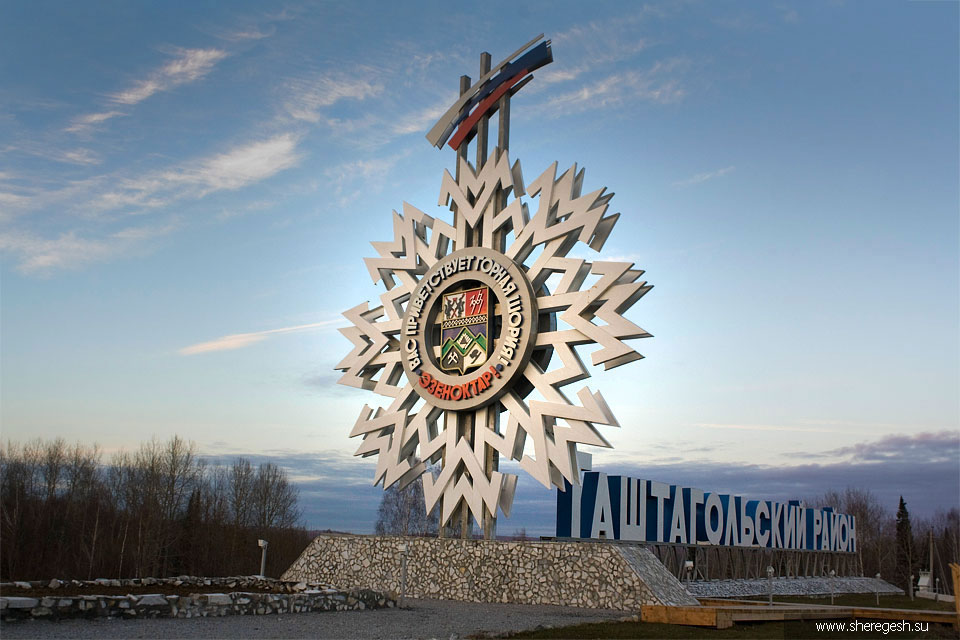 ВАС ПРИВЕТСТВУЕТ ГОРНАЯ ШОРИЯ!
ЭЗЕНОКТАР!
ТАШТАГОЛЬСКИЙ РАЙОН
www.sheregesh.su